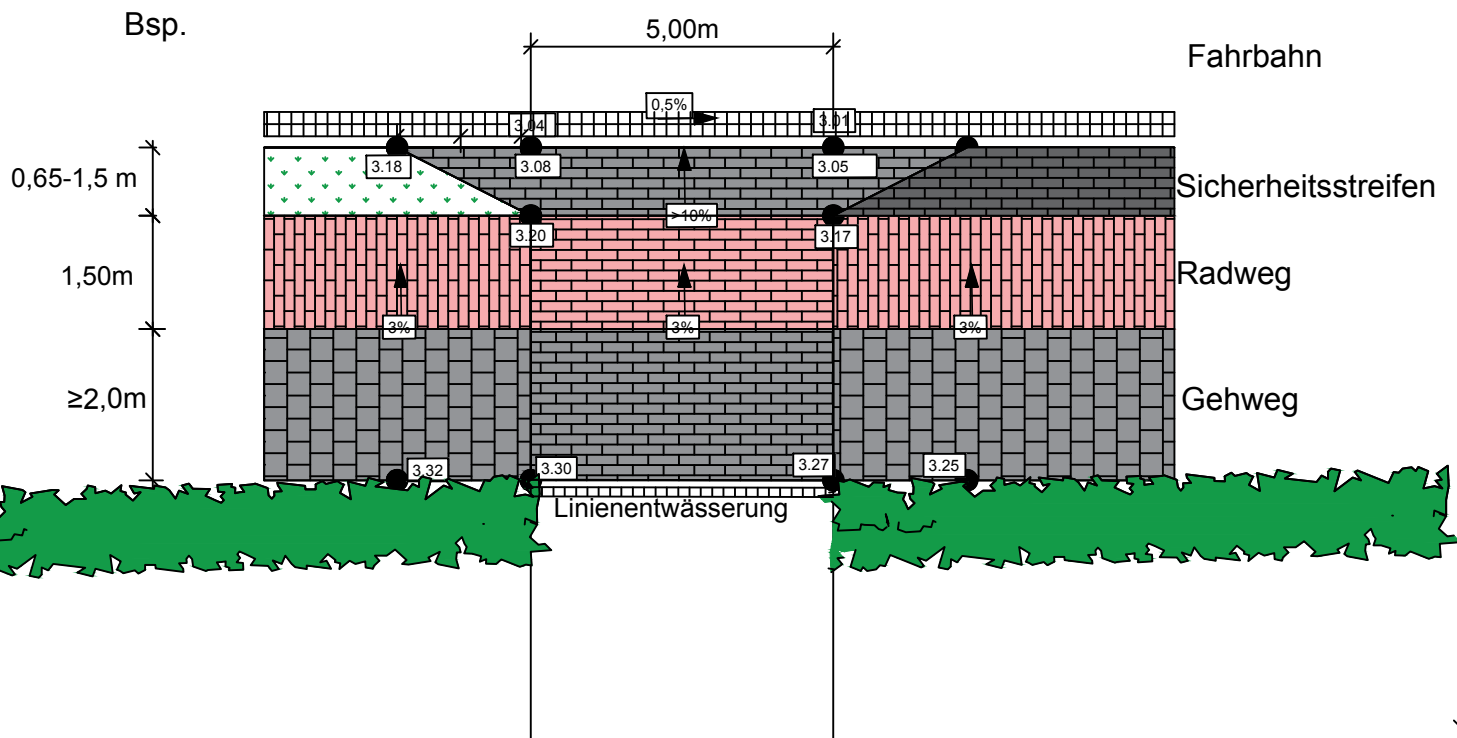 Bsp.
5,00m
Fahrbahn
0,5%
3.04
3.01
3.18
3.08
3.05
0,65-1,5 m
Sicherheitsstreifen
>10%
3.20
3.17
1,50m
Radweg
3%
3%
3%
≥2,0m
Gehweg
3.32
3.30
3.27
3.25
Linienentwässerung